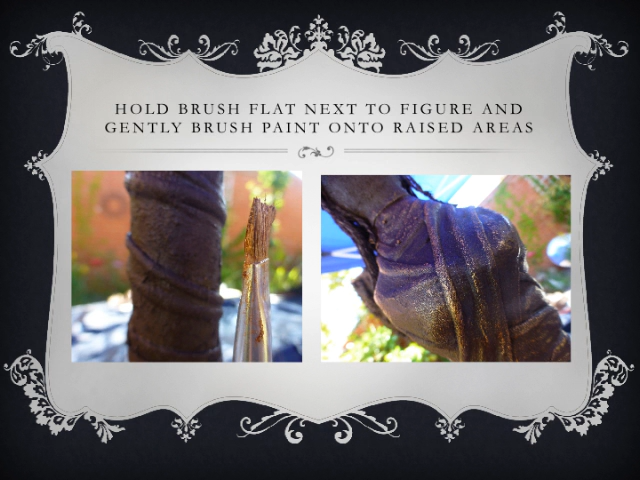 HOLD BRUSH FLAT NEXT TO FIGURE AND
GENTLY BRUSH PAINT ONTO RAISED AREAS